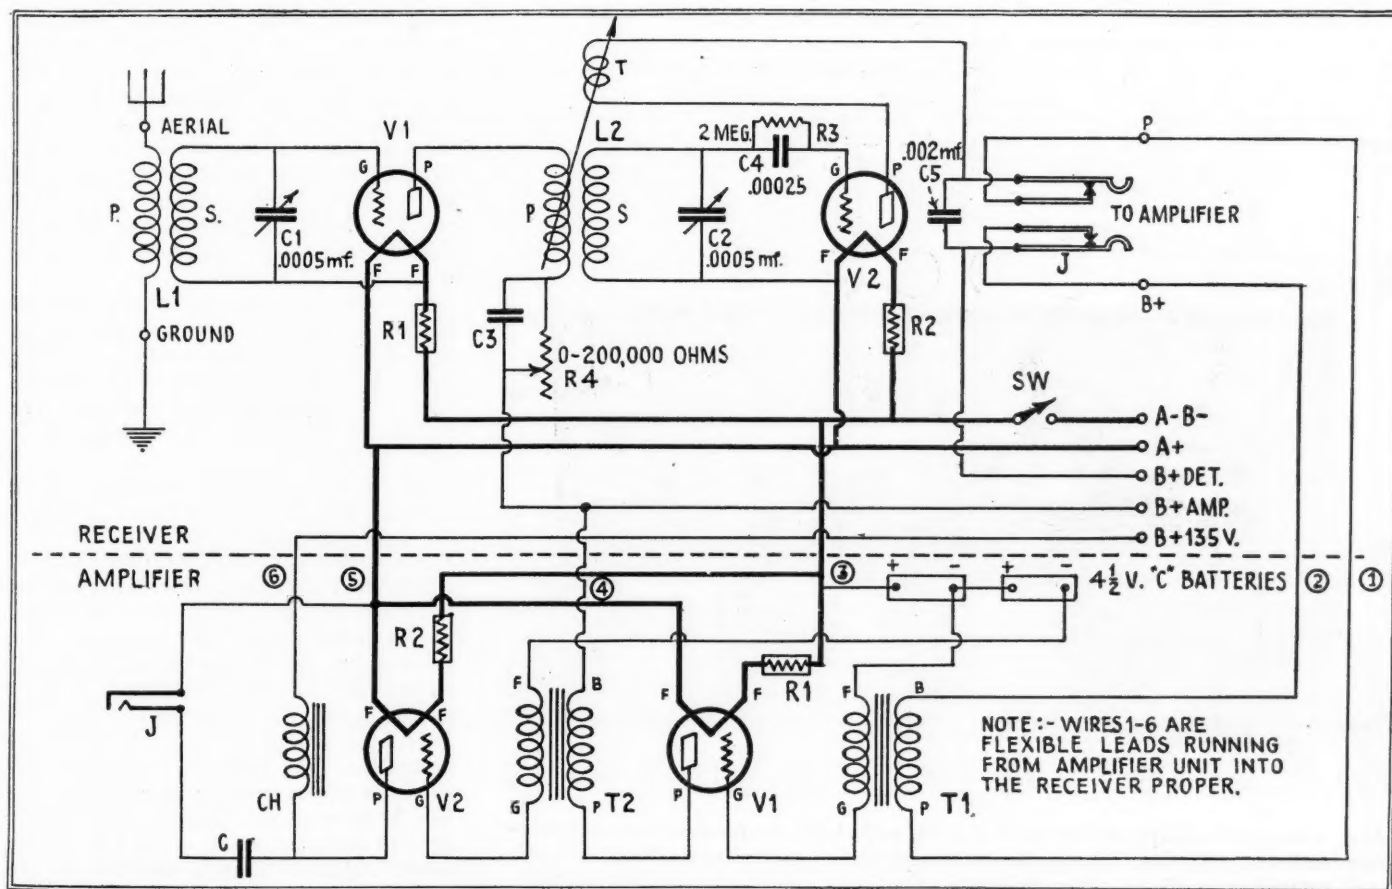 AERIAL
P.
S.
L1
GROUND
V1
G
P
C1
.0005mf.
F
F
R1
T
L2
P
S
C3
0-200,000 OHMS
R4
2 MEG.
R3
C4
.00025
C2
.0005mf.
G
P
F
F
V2
R2
.002mf.
C5
P
TO AMPLIFIER
J
B+
SW
A-B-
A+
B+DET.
B+AMP.
B+135V.
RECEIVER
AMPLIFIER
6
5
4
3
+
-
+
-
4½ V. "C" BATTERIES
2
1
J
CH
C
R2
F
F
P
G
V2
F
B
G
P
T2
F
F
R1
P
G
V1
F
B
G
P
T1
NOTE:- WIRES 1-6 ARE
FLEXIBLE LEADS RUNNING
FROM AMPLIFIER UNIT INTO
THE RECEIVER PROPER.